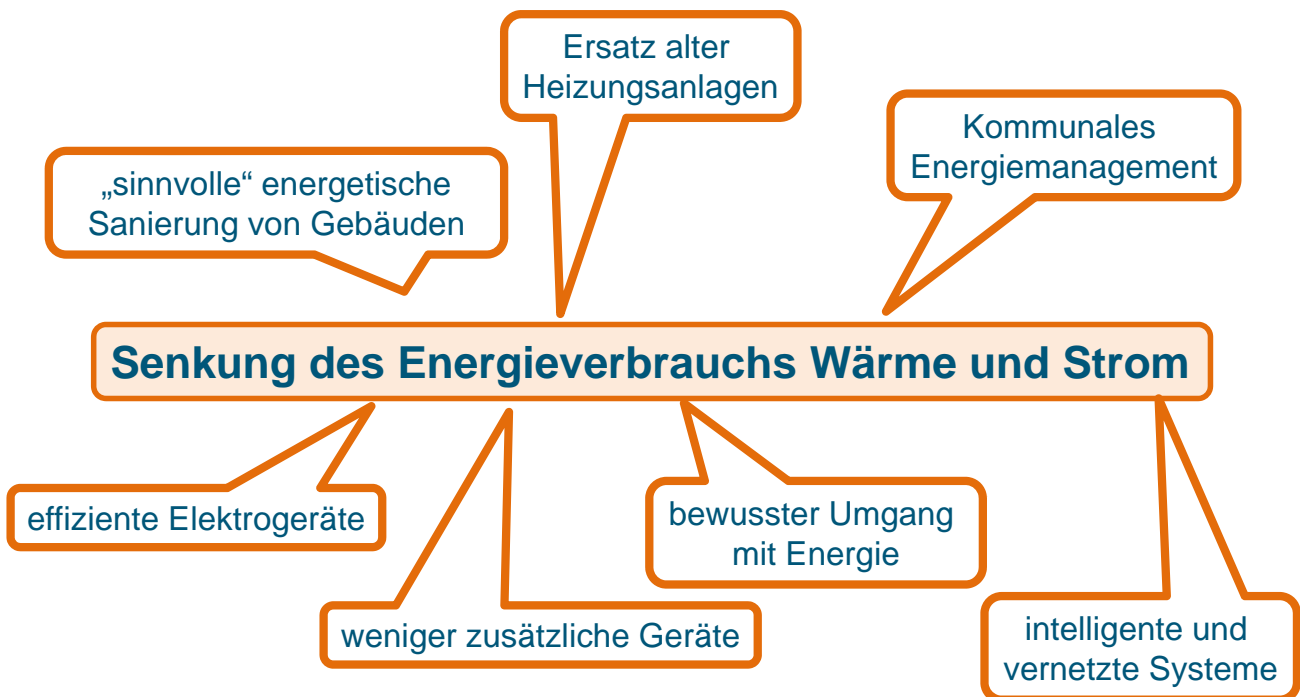 Ersatz alter
Heizungsanlagen
Kommunales
Energiemanagement
„sinnvolle“ energetische
Sanierung von Gebäuden
Senkung des Energieverbrauchs Wärme und Strom
effiziente Elektrogeräte
bewusster Umgang
mit Energie
weniger zusätzliche Geräte
intelligente und
vernetzte Systeme